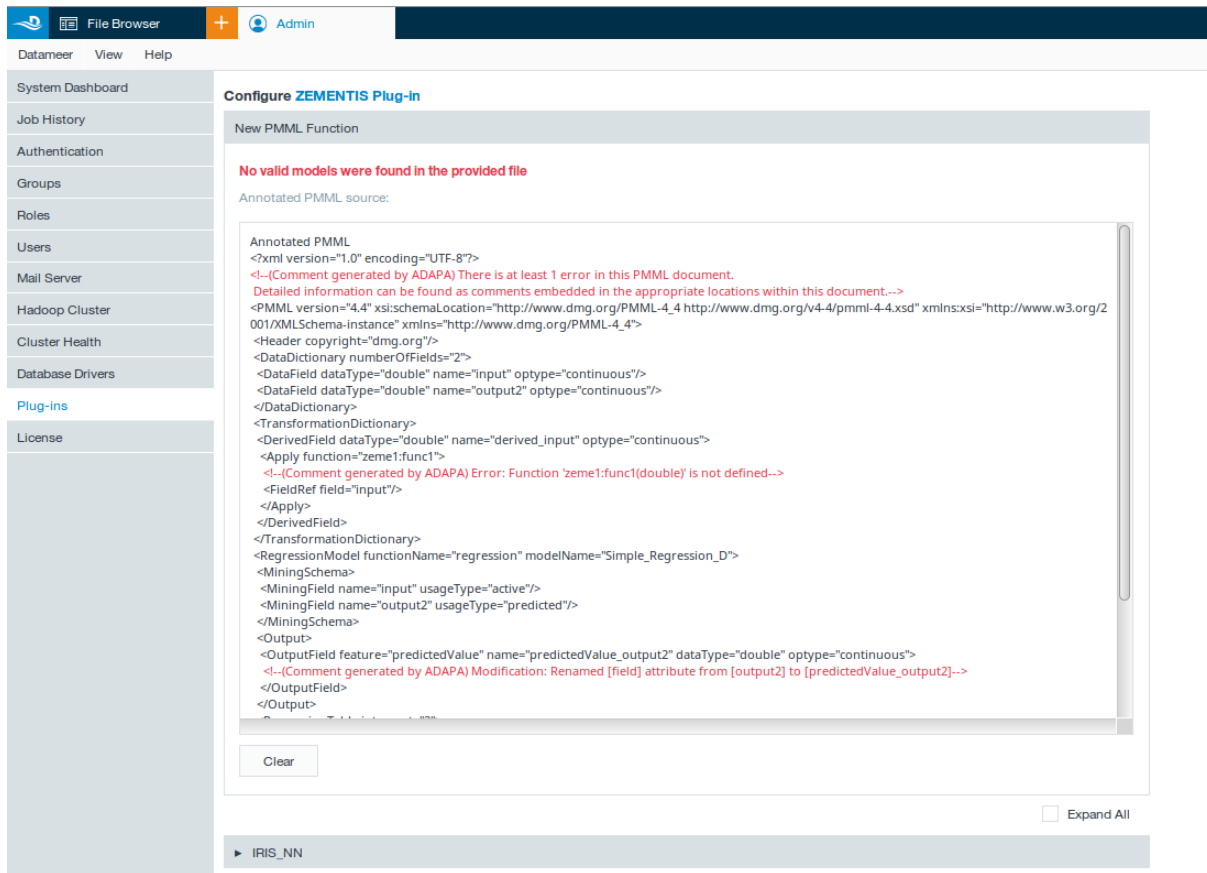 File Browser
+
Admin
Datameer View Help
System Dashboard
Job History
Authentication
Groups
Roles
Users
Mail Server
Hadoop Cluster
Cluster Health
Database Drivers
Plug-ins
License
Configure ZEMENTIS Plug-in
New PMML Function
No valid models were found in the provided file
Annotated PMML source:
Annotated PMML
<?xml version="1.0" encoding="UTF-8"?>
<!--(Comment generated by ADAPA) There is at least 1 error in this PMML document.
Detailed information can be found as comments embedded in the appropriate locations within this document.-->
<PMML version="4.4" xsi:schemaLocation="http://www.dmg.org/PMML-4_4 http://www.dmg.org/v4-4/pmml-4-4.xsd" xmlns:xsi="http://www.w3.org/2
001/XMLSchema-instance" xmlns="http://www.dmg.org/PMML-4_4">
<Header copyright="dmg.org"/>
<DataDictionary numberOfFields="2">
<DataField dataType="double" name="input" optype="continuous"/>
<DataField dataType="double" name="output2" optype="continuous"/>
</DataDictionary>
<TransformationDictionary>
<DerivedField dataType="double" name="derived_input" optype="continuous">
<Apply function="zeme1:func1">
<!--(Comment generated by ADAPA) Error: Function 'zeme1:func1(double)' is not defined-->
<FieldRef field="input"/>
</Apply>
</DerivedField>
</TransformationDictionary>
<RegressionModel functionName="regression" modelName="Simple_Regression_D">
<MiningSchema>
<MiningField name="input" usageType="active"/>
<MiningField name="output2" usageType="predicted"/>
</MiningSchema>
<Output>
<OutputField feature="predictedValue" name="predictedValue_output2" dataType="double" optype="continuous">
<!--(Comment generated by ADAPA) Modification: Renamed [field] attribute from [output2] to [predictedValue_output2]-->
</OutputField>
</Output>
Clear
Expand All
IRIS_NN